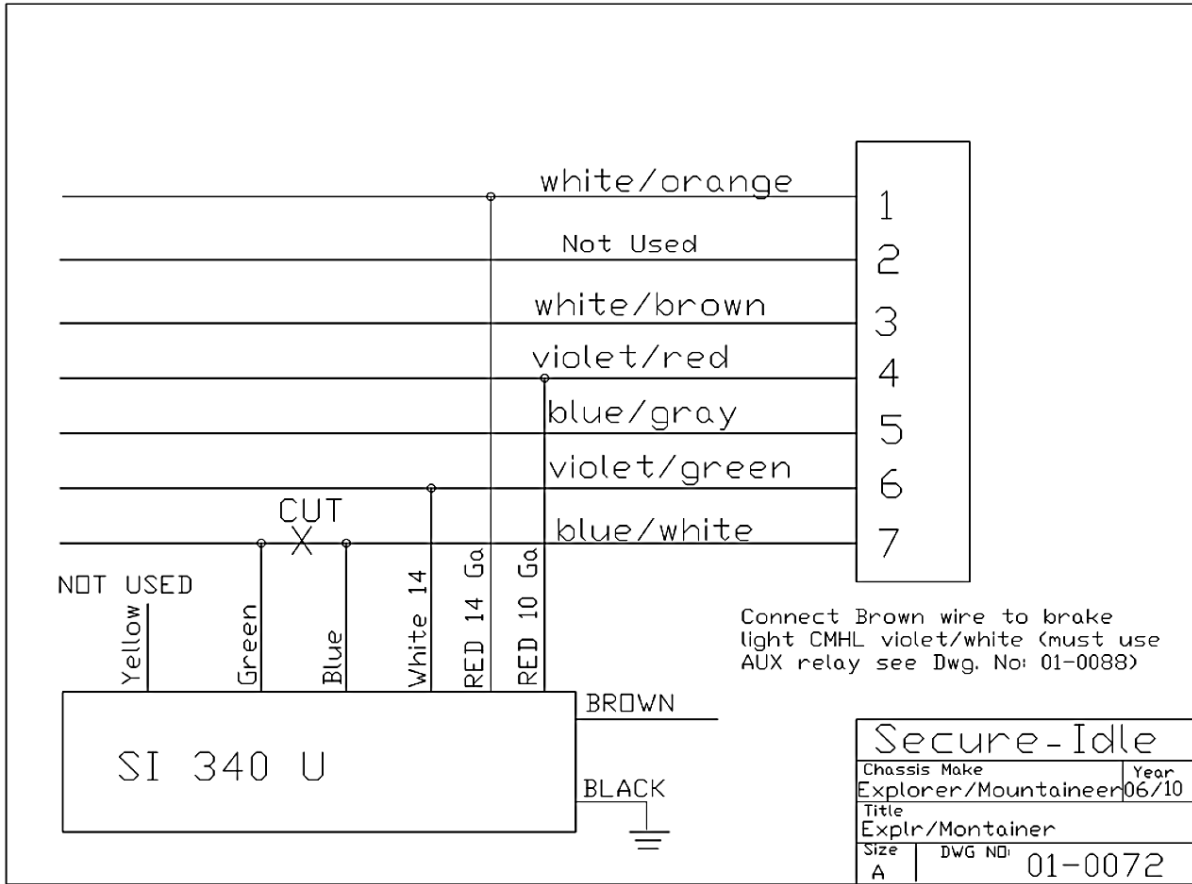 white/orange
1
Not Used
2
white/brown
3
violet/red
4
blue/gray
5
violet/green
6
CUT
blue/white
7
NOT USED
Yellow
Green
Blue
White 14
RED 14 Ga
RED 10 Ga
Connect Brown wire to brake
light CMHL violet/white (must use
AUX relay see Dwg. No: 01-0088)
BROWN
SI 340 U
BLACK
Secure-Idle
Chassis Make
Year
Explorer/Mountaineer
06/10
Title
Explr/Montainer
Size
A
DWG NO:
01-0072